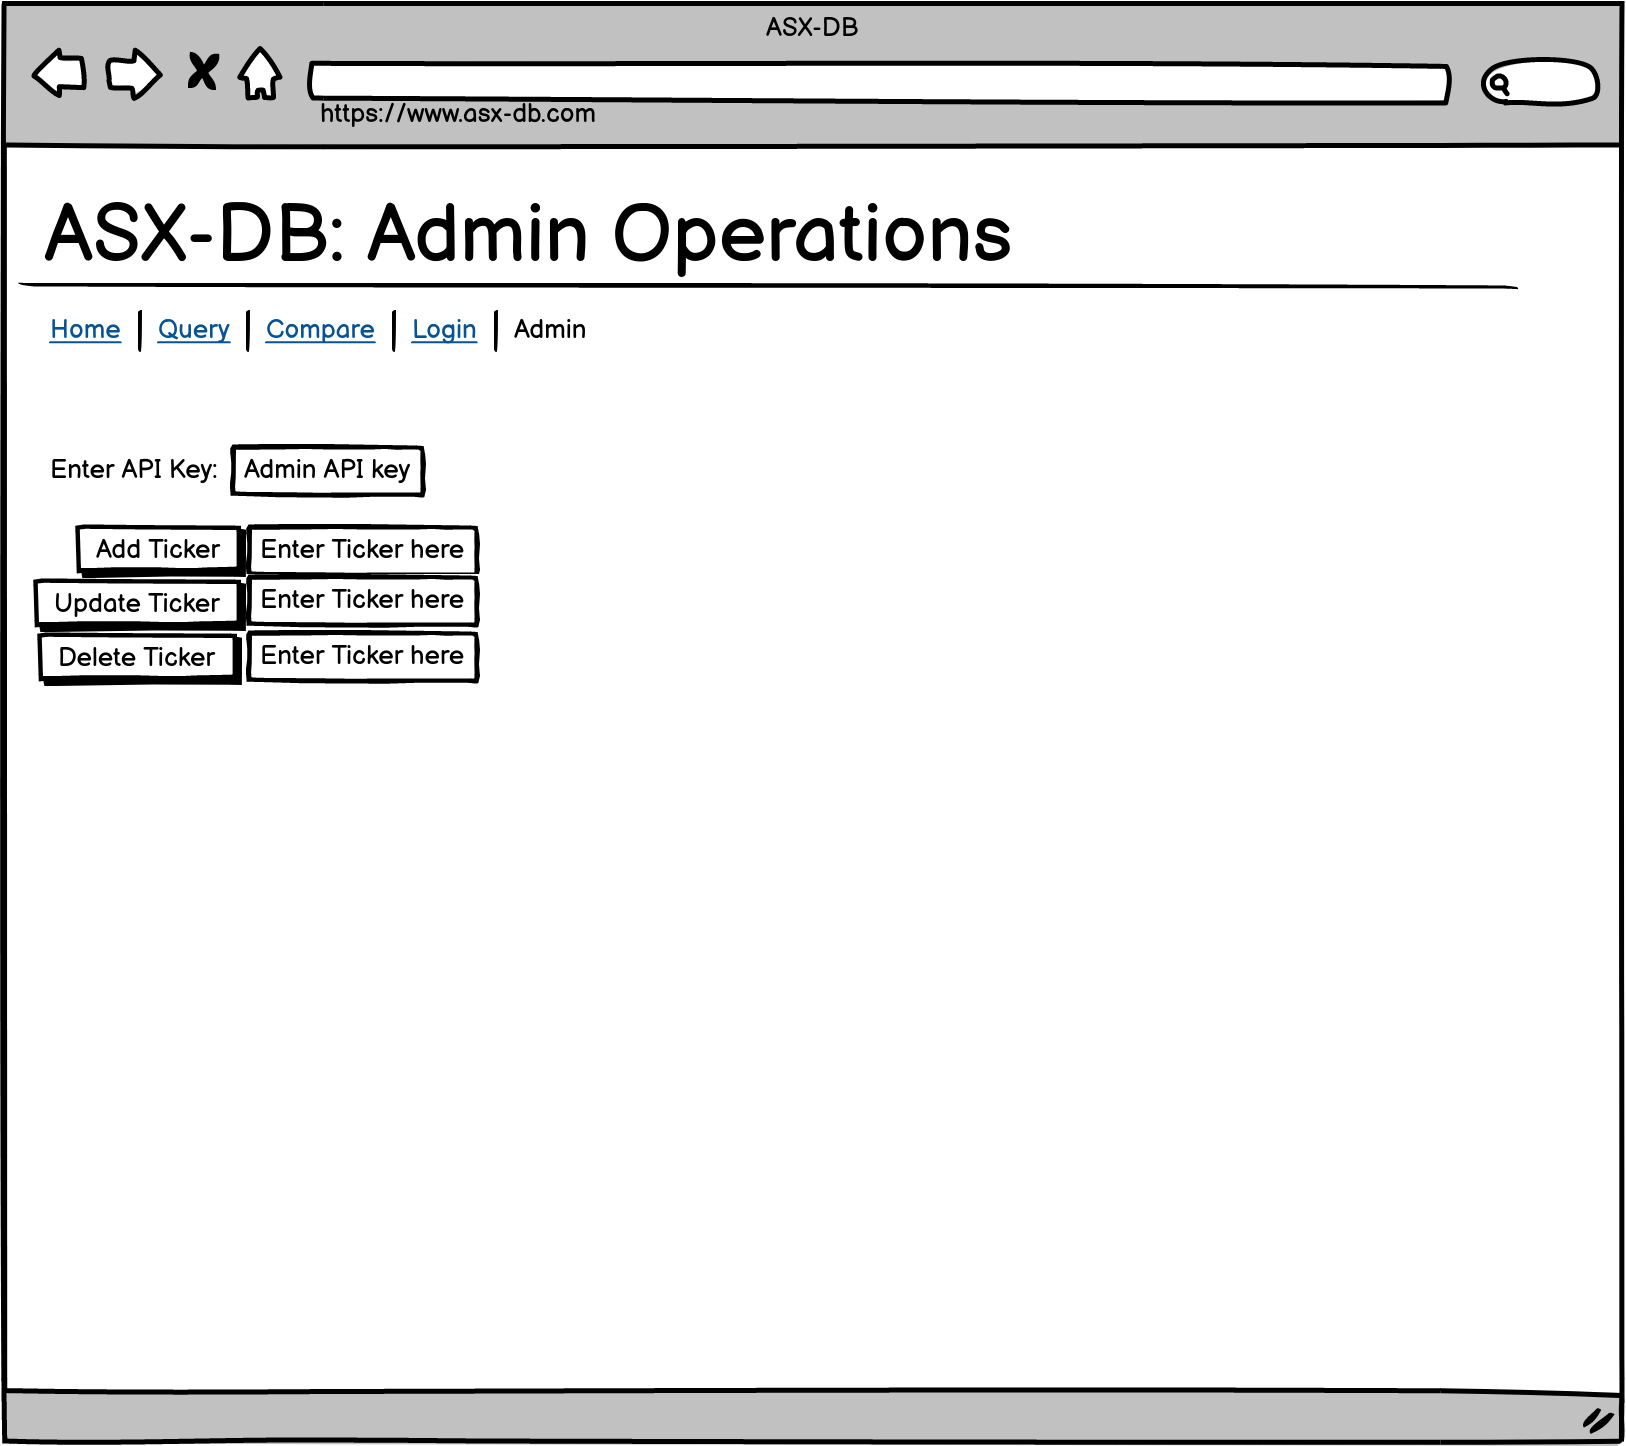 ASX-DB
https://www.asx-db.com
ASX-DB: Admin Operations
Home Query Compare Login Admin
Enter API Key: Admin API key
Add Ticker Enter Ticker here
Update Ticker Enter Ticker here
Delete Ticker Enter Ticker here